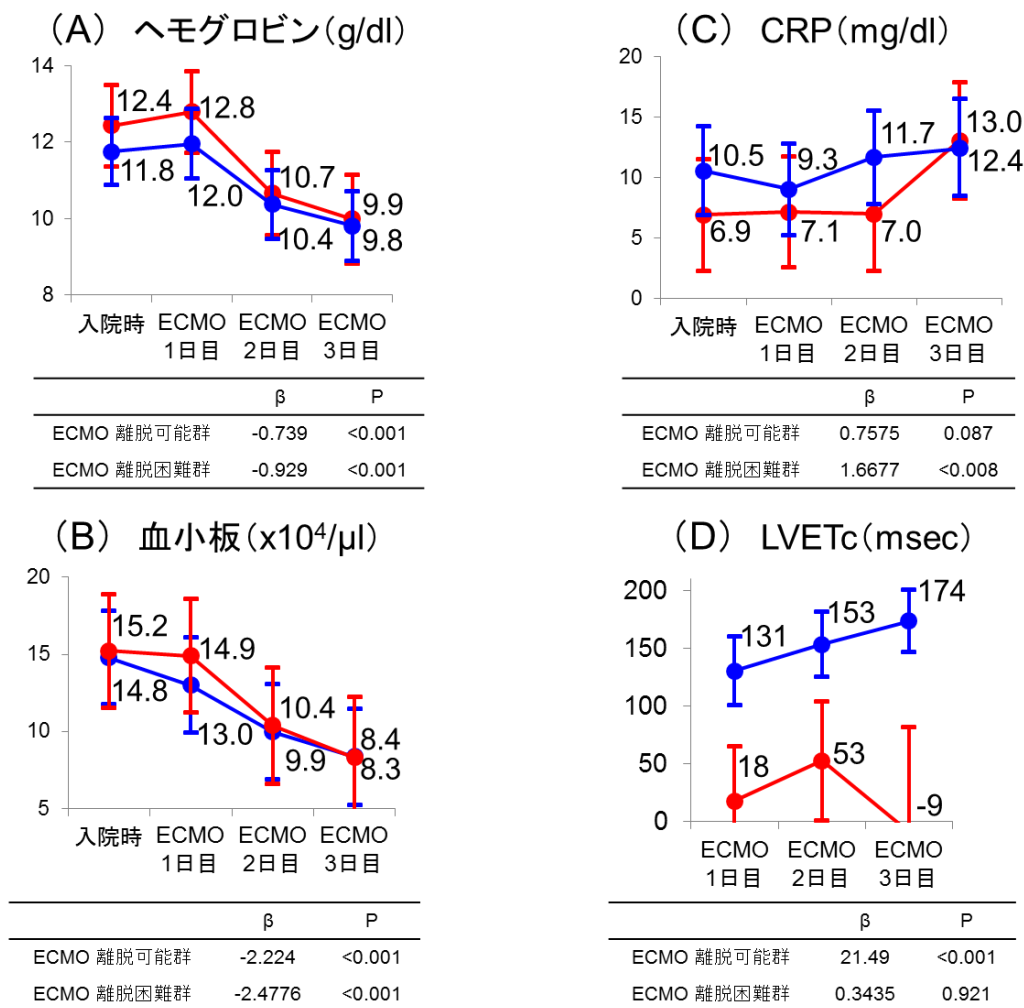 (A) ヘモグロビン(g/dl)
14
12
10
8
12.4
12.8
11.8
12.0
10.7
10.4
9.9
9.8
入院時 ECMO 1日目 ECMO 2日目 ECMO 3日目
β P
ECMO 離脱可能群 -0.739 <0.001
ECMO 離脱困難群 -0.929 <0.001
(C) CRP(mg/dl)
20
15
10
5
0
10.5
9.3
11.7
13.0
12.4
6.9
7.1
7.0
入院時 ECMO 1日目 ECMO 2日目 ECMO 3日目
β P
ECMO 離脱可能群 0.7575 0.087
ECMO 離脱困難群 1.6677 <0.008
(B) 血小板(x10⁴/μl)
20
15
10
5
15.2
14.9
14.8
13.0
10.4
9.9
8.4
8.3
入院時 ECMO 1日目 ECMO 2日目 ECMO 3日目
β P
ECMO 離脱可能群 -2.224 <0.001
ECMO 離脱困難群 -2.4776 <0.001
(D) LVETc(msec)
200
150
100
50
0
131
153
174
18
53
-9
ECMO 1日目 ECMO 2日目 ECMO 3日目
β P
ECMO 離脱可能群 21.49 <0.001
ECMO 離脱困難群 0.3435 0.921